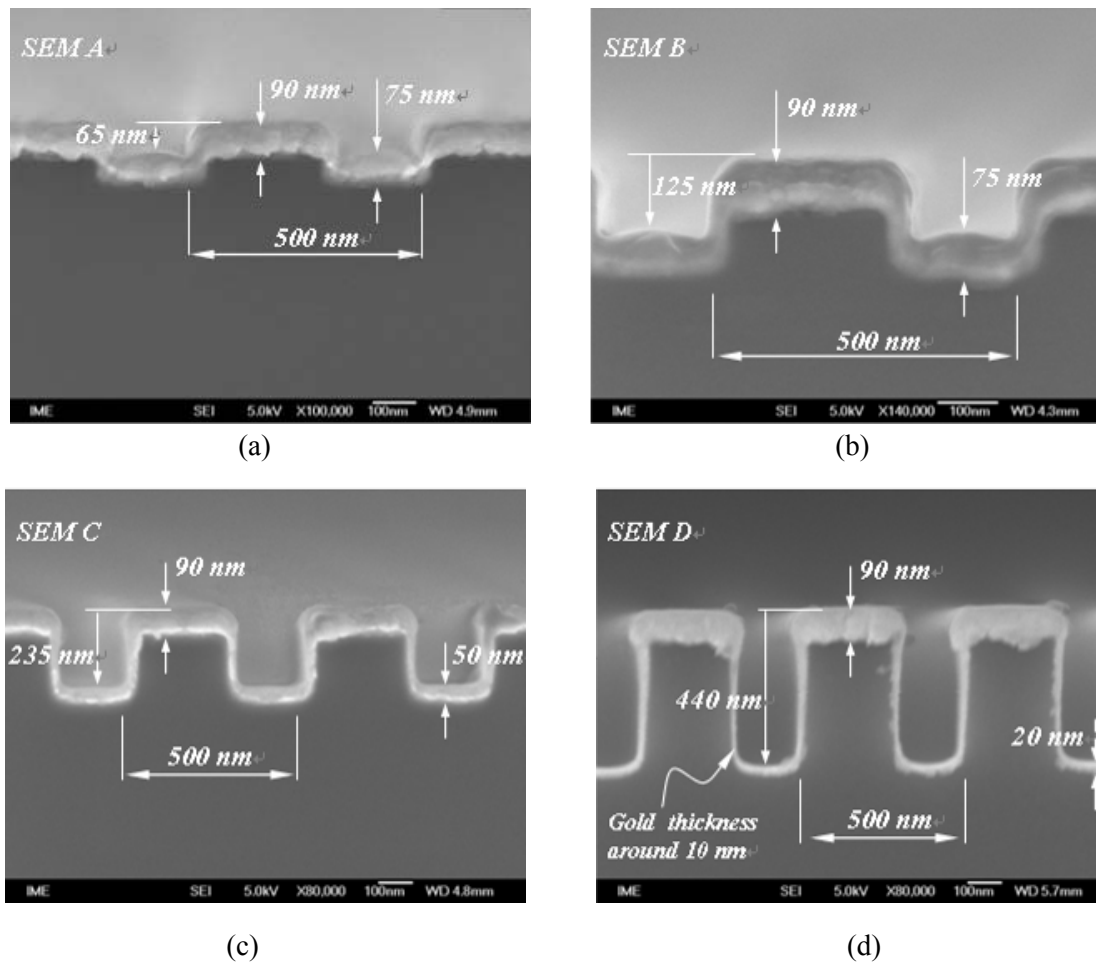 SEM A
90 nm
75 nm
65 nm
500 nm
IME SEI 5.0kV X100,000 100nm WD 4.9mm
(a)
SEM B
90 nm
125 nm
75 nm
500 nm
IME SEI 5.0kV X140,000 100nm WD 4.3mm
(b)
SEM C
90 nm
235 nm
50 nm
500 nm
IME SEI 5.0kV X80,000 100nm WD 4.8mm
(c)
SEM D
90 nm
440 nm
20 nm
Gold thickness
around 10 nm
500 nm
IME SEI 5.0kV X80,000 100nm WD 5.7mm
(d)